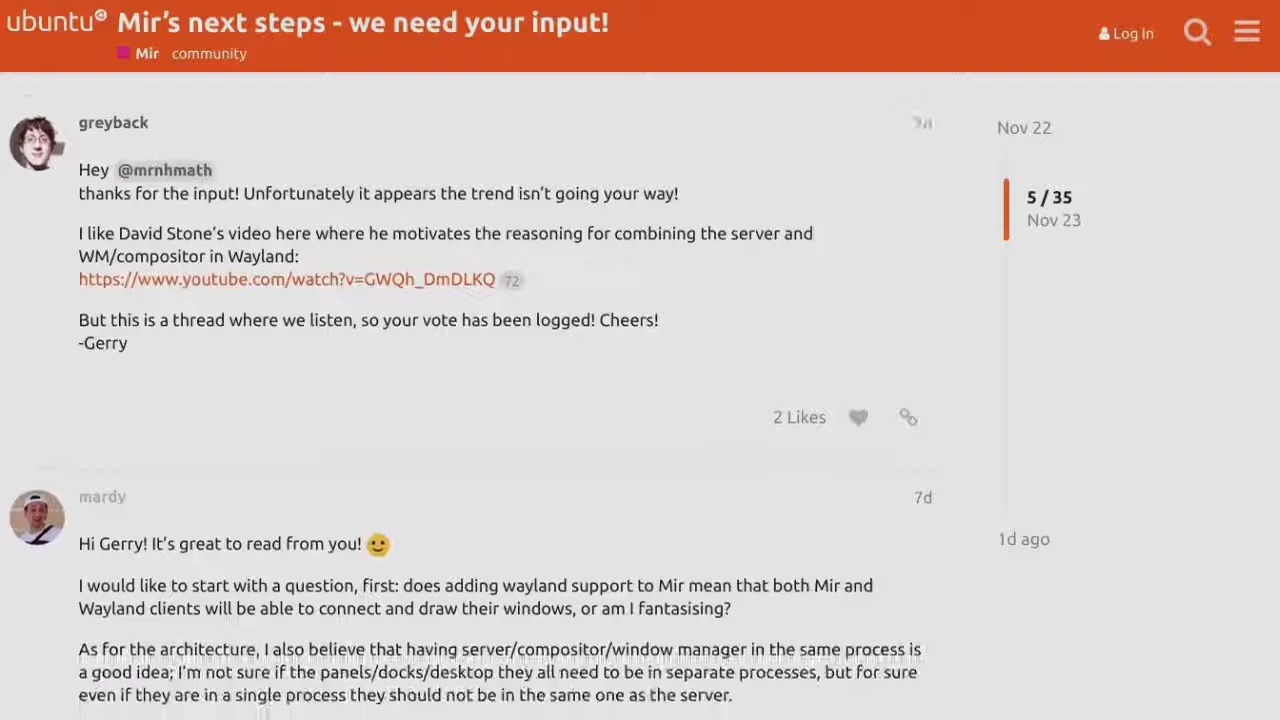 ubuntu Mir’s next steps - we need your input!
Mir community
Log In
greyback
Nov 22
Hey @mrnhmath
thanks for the input! Unfortunately it appears the trend isn’t going your way!
5 / 35
Nov 23
I like David Stone’s video here where he motivates the reasoning for combining the server and
WM/compositor in Wayland:
https://www.youtube.com/watch?v=GWQh_DmDLKQ 72
But this is a thread where we listen, so your vote has been logged! Cheers!
-Gerry
2 Likes
mardy 7d
1d ago
Hi Gerry! It’s great to read from you!
I would like to start with a question, first: does adding wayland support to Mir mean that both Mir and
Wayland clients will be able to connect and draw their windows, or am I fantasising?
As for the architecture, I also believe that having server/compositor/window manager in the same process is
a good idea; I’m not sure if the panels/docks/desktop they all need to be in separate processes, but for sure
even if they are in a single process they should not be in the same one as the server.